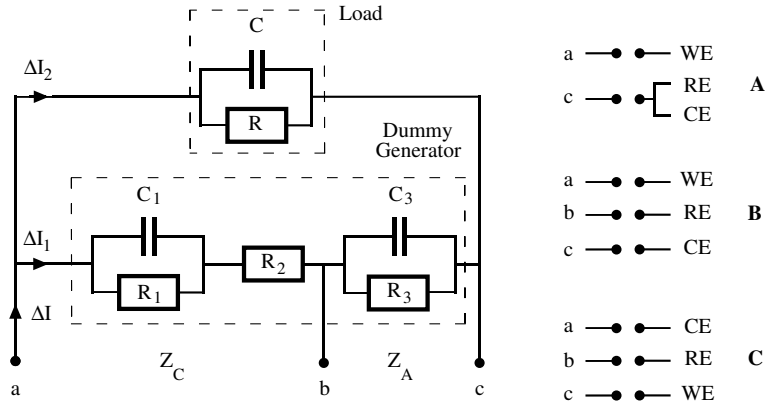 Load
C
ΔI2
R
Dummy
Generator
C1
C3
ΔI1
R2
R1
R3
ΔI
ZC
ZA
a
b
c
a WE
RE
c A
CE
a WE
b RE B
c CE
a CE
b RE C
c WE